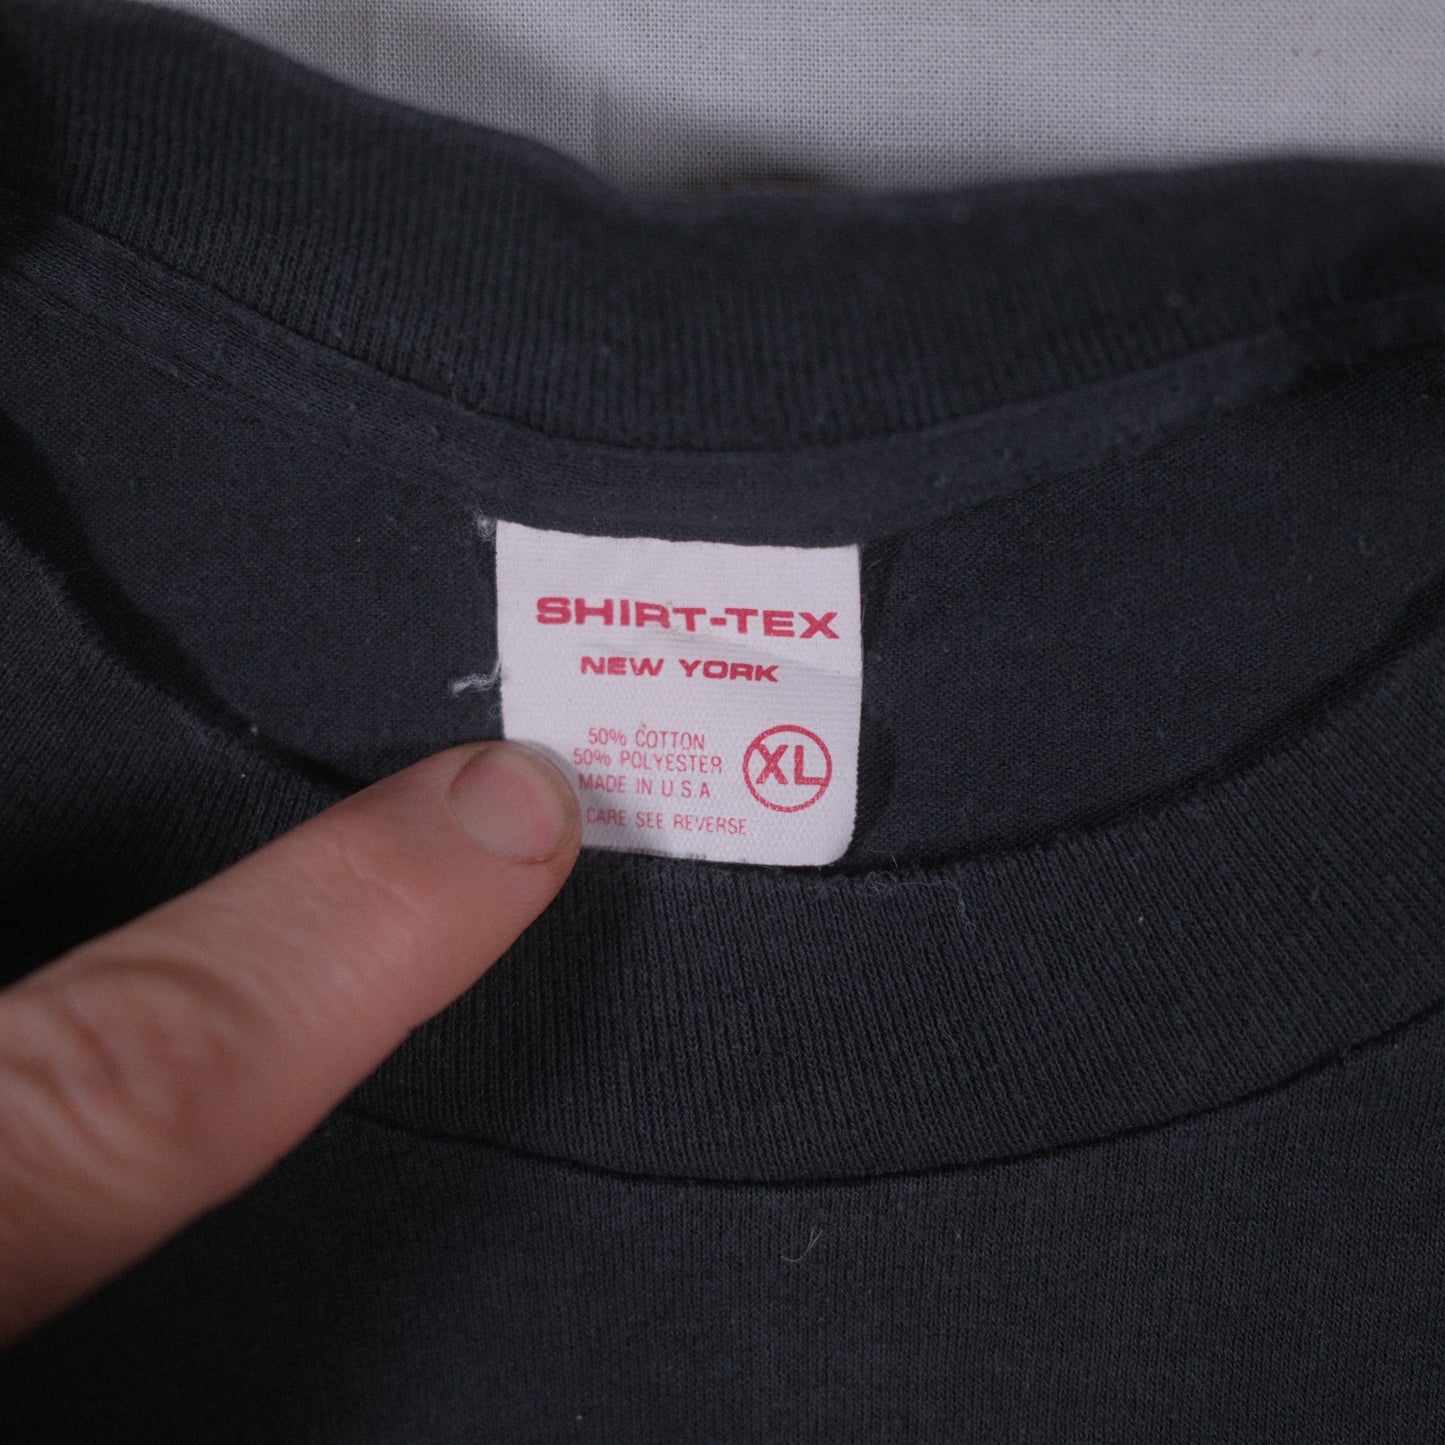 SHIRT-TEX
NEW YORK
50% COTTON
50% POLYESTER
MADE IN U.S.A.
CARE SEE REVERSE
XL